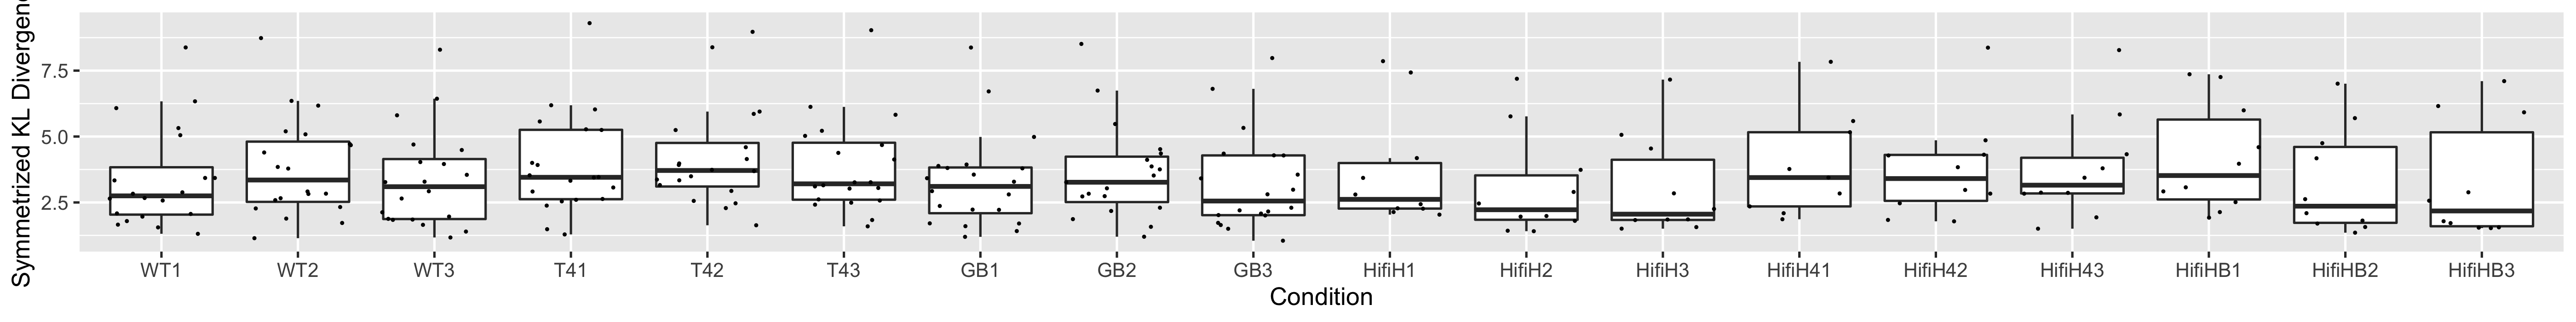 Symmetrized KL
7.5
5.0
2.5
WT1 WT2 WT3 T41 T42 T43 GB1 GB2 GB3 HifiH1 HifiH2 HifiH3 HifiH41 HifiH42 HifiH43 HifiHB1 HifiHB2 HifiHB3
Condition